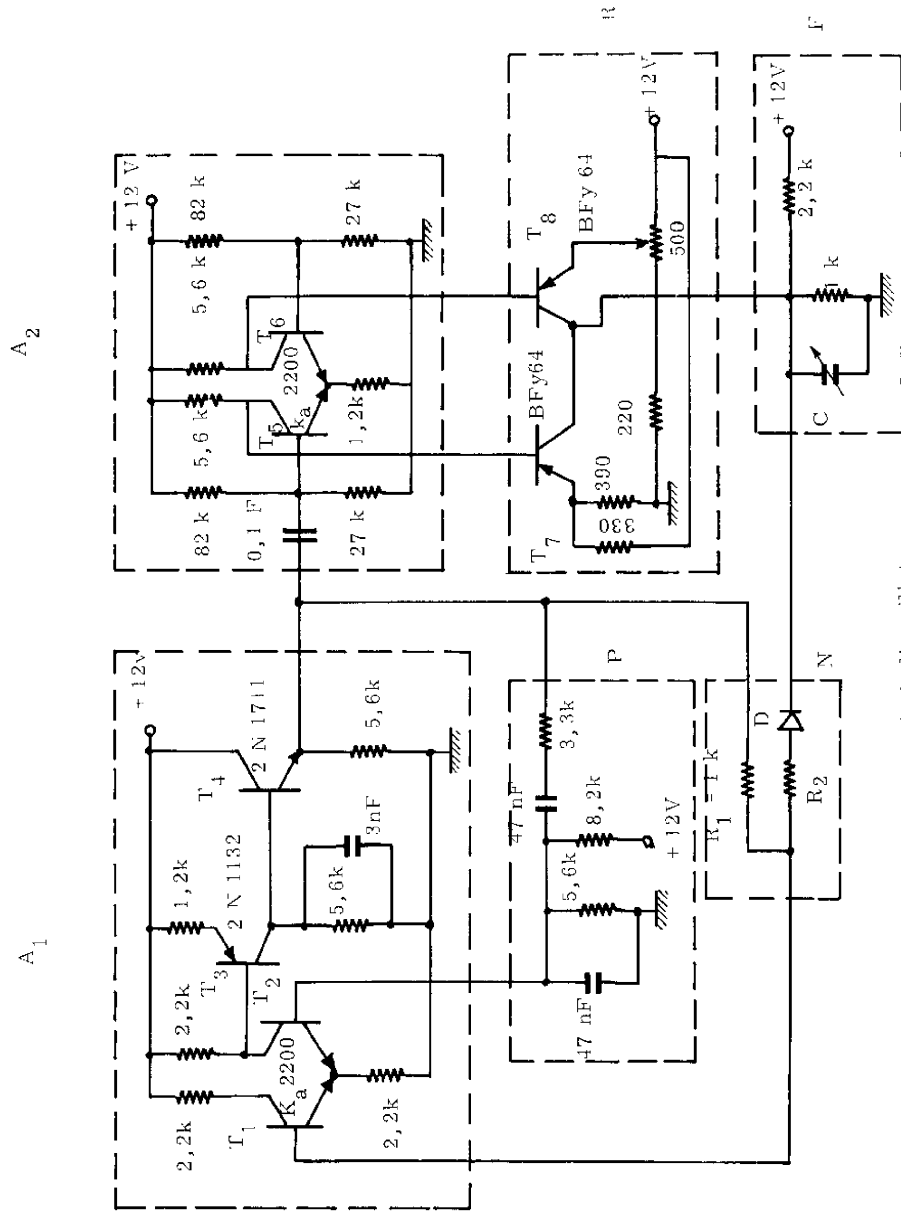 A1
A2
+ 12v
+ 12 V
2,2k
2,2k
1,2k
T1
Ka
2200
T2
T3
2 N 1132
T4
2 N 1711
5,6k
3nF
5,6k
2,2k
82 k
5,6 k
5,6 k
82 k
0,1 F
T5
ka
2200
T6
27 k
1,2k
27 k
T7
BFy64
T8
BFy 64
R
+ 12V
330
390
220
500
P
47 nF
3,3k
8,2k
5,6k
47 nF
+ 12V
N
R1 = 1 k
R2
D
F
+ 12V
2,2 k
1 k
C